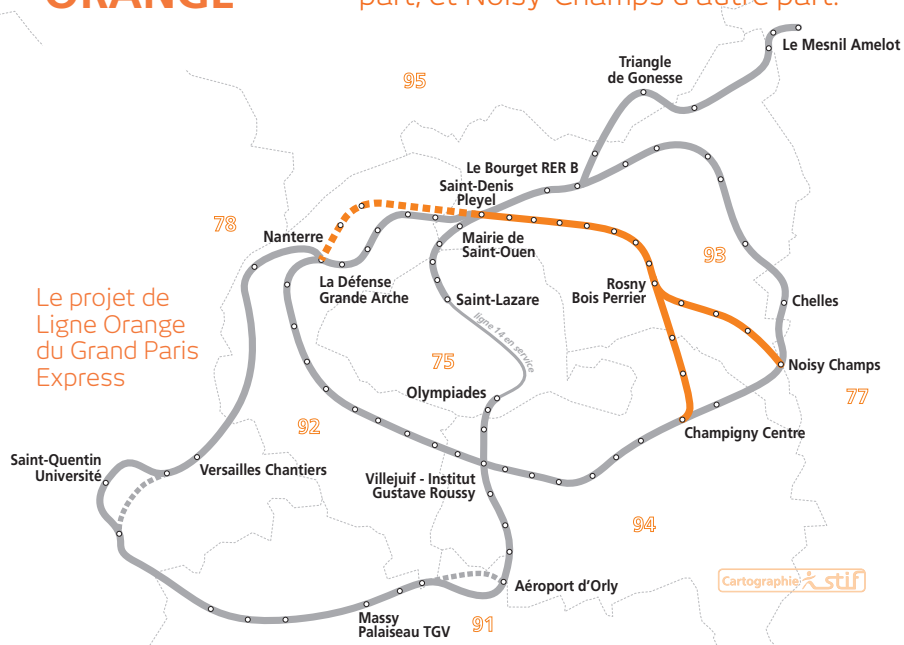 ORANGE
part, et Noisy-Champs d'autre part.
Le Mesnil Amelot
Triangle
de Gonesse
95
Le Bourget RER B
Saint-Denis
Pleyel
78
Nanterre
Mairie de
Saint-Ouen
93
La Défense
Grande Arche
Rosny
Bois Perrier
Saint-Lazare
Chelles
Le projet de
Ligne Orange
du Grand Paris
Express
ligne 14 en service
75
Noisy Champs
Olympiades
77
92
Champigny Centre
Saint-Quentin
Université
Versailles Chantiers
Villejuif - Institut
Gustave Roussy
94
Cartographie stif
Aéroport d'Orly
Massy
Palaiseau TGV
91